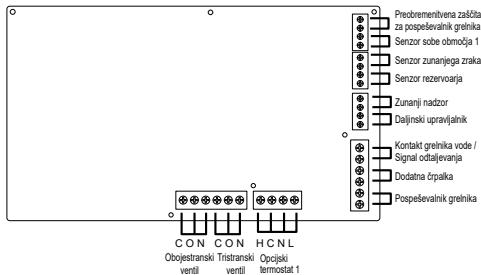 Preobremenitvena zaščita
za pospeševalnik grelnika
Senzor sobe območja 1
Senzor zunanjega zraka
Senzor rezervoarja
Zunanji nadzor
Daljinski upravljalnik
Kontakt grelnika vode /
Signal odtaljevanja
Dodatna črpalka
Pospeševalnik grelnika
C O N C O N H C N L
Obojestranski
ventil
Tristranski
ventil
Opcijski
termostat 1